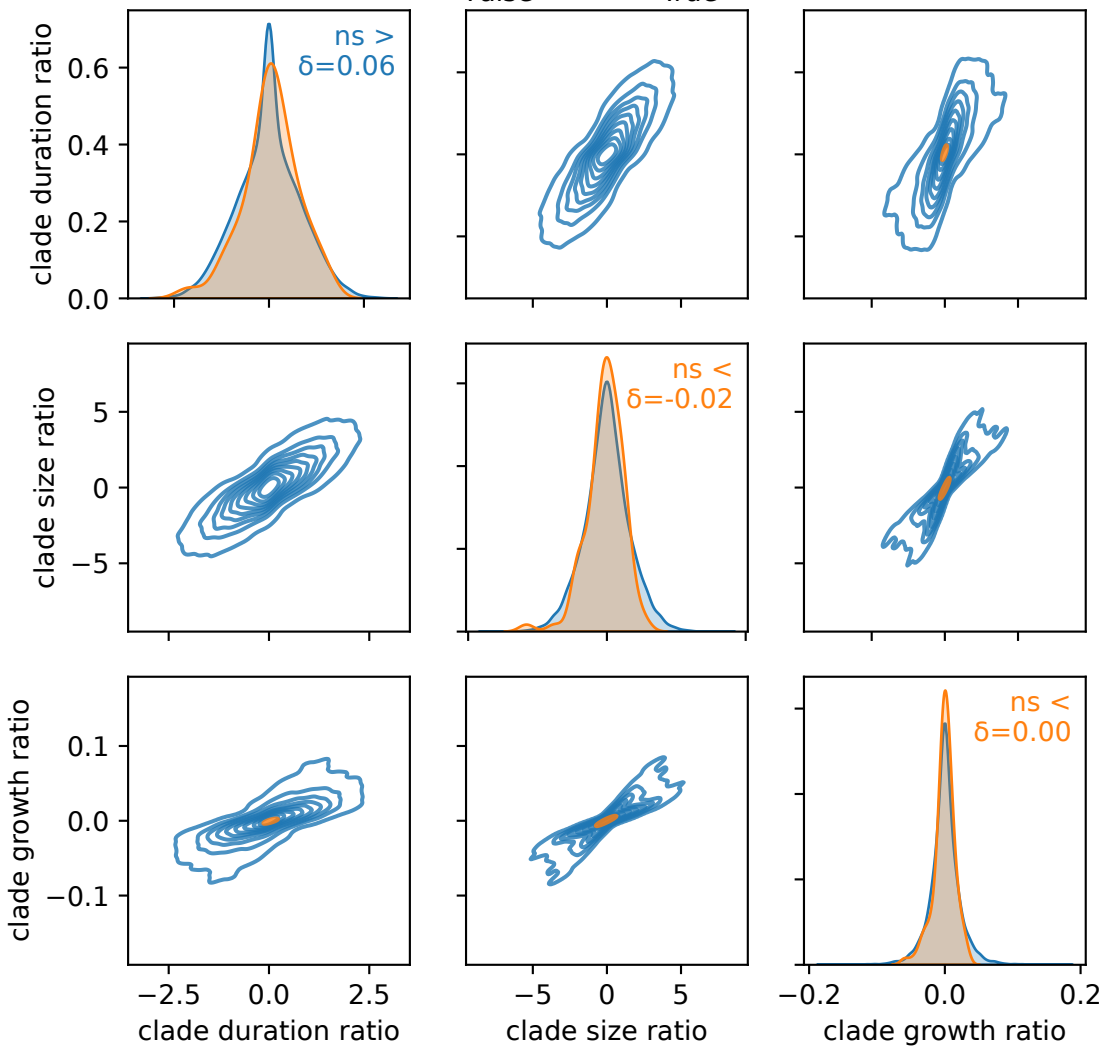 clade duration ratio
0.6
0.4
0.2
0.0
ns >
δ=0.06
clade size ratio
5
0
−5
ns <
δ=-0.02
clade growth ratio
0.1
0.0
−0.1
ns <
δ=0.00
−2.5 0.0 2.5
−5 0 5
−0.2 0.0 0.2
clade duration ratio
clade size ratio
clade growth ratio